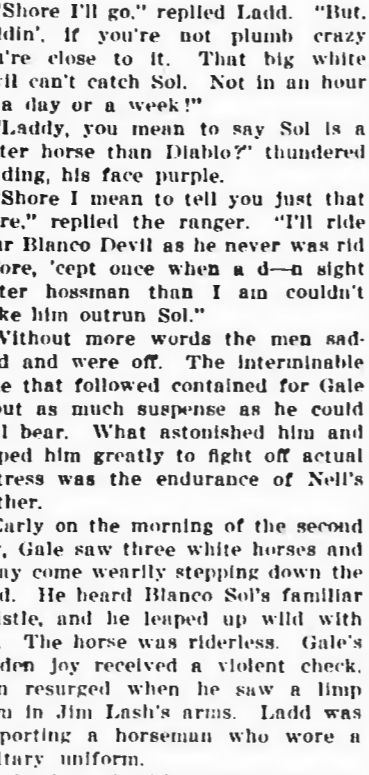 "Shore I'll go," replied Ladd. "But,
ldin', if you're not plumb crazy
u're close to it. That big white
vil can't catch Sol. Not in an hour
a day or a week!"
"Laddy, you mean to say Sol is a
ter horse than Diablo?" thundered
ding, his face purple.
"Shore I mean to tell you just that
re," replied the ranger. "I'll ride
ur Blanco Devil as he never was rid
ore, 'cept once when a d—n sight
ter hossman than I am couldn't
ke him outrun Sol."
Without more words the men sad-
d and were off. The interminable
e that followed contained for Gale
out as much suspense as he could
l bear. What astonished him and
ped him greatly to fight off actual
tress was the endurance of Nell's
ther.
Early on the morning of the second
, Gale saw three white horses and
ay come wearily stepping down the
d. He heard Blanco Sol's familiar
istle, and he leaped up wild with
. The horse was riderless. Gale's
den joy received a violent check,
n resurged when he saw a limp
m in Jim Lash's arms. Ladd was
porting a horseman who wore a
itary uniform.